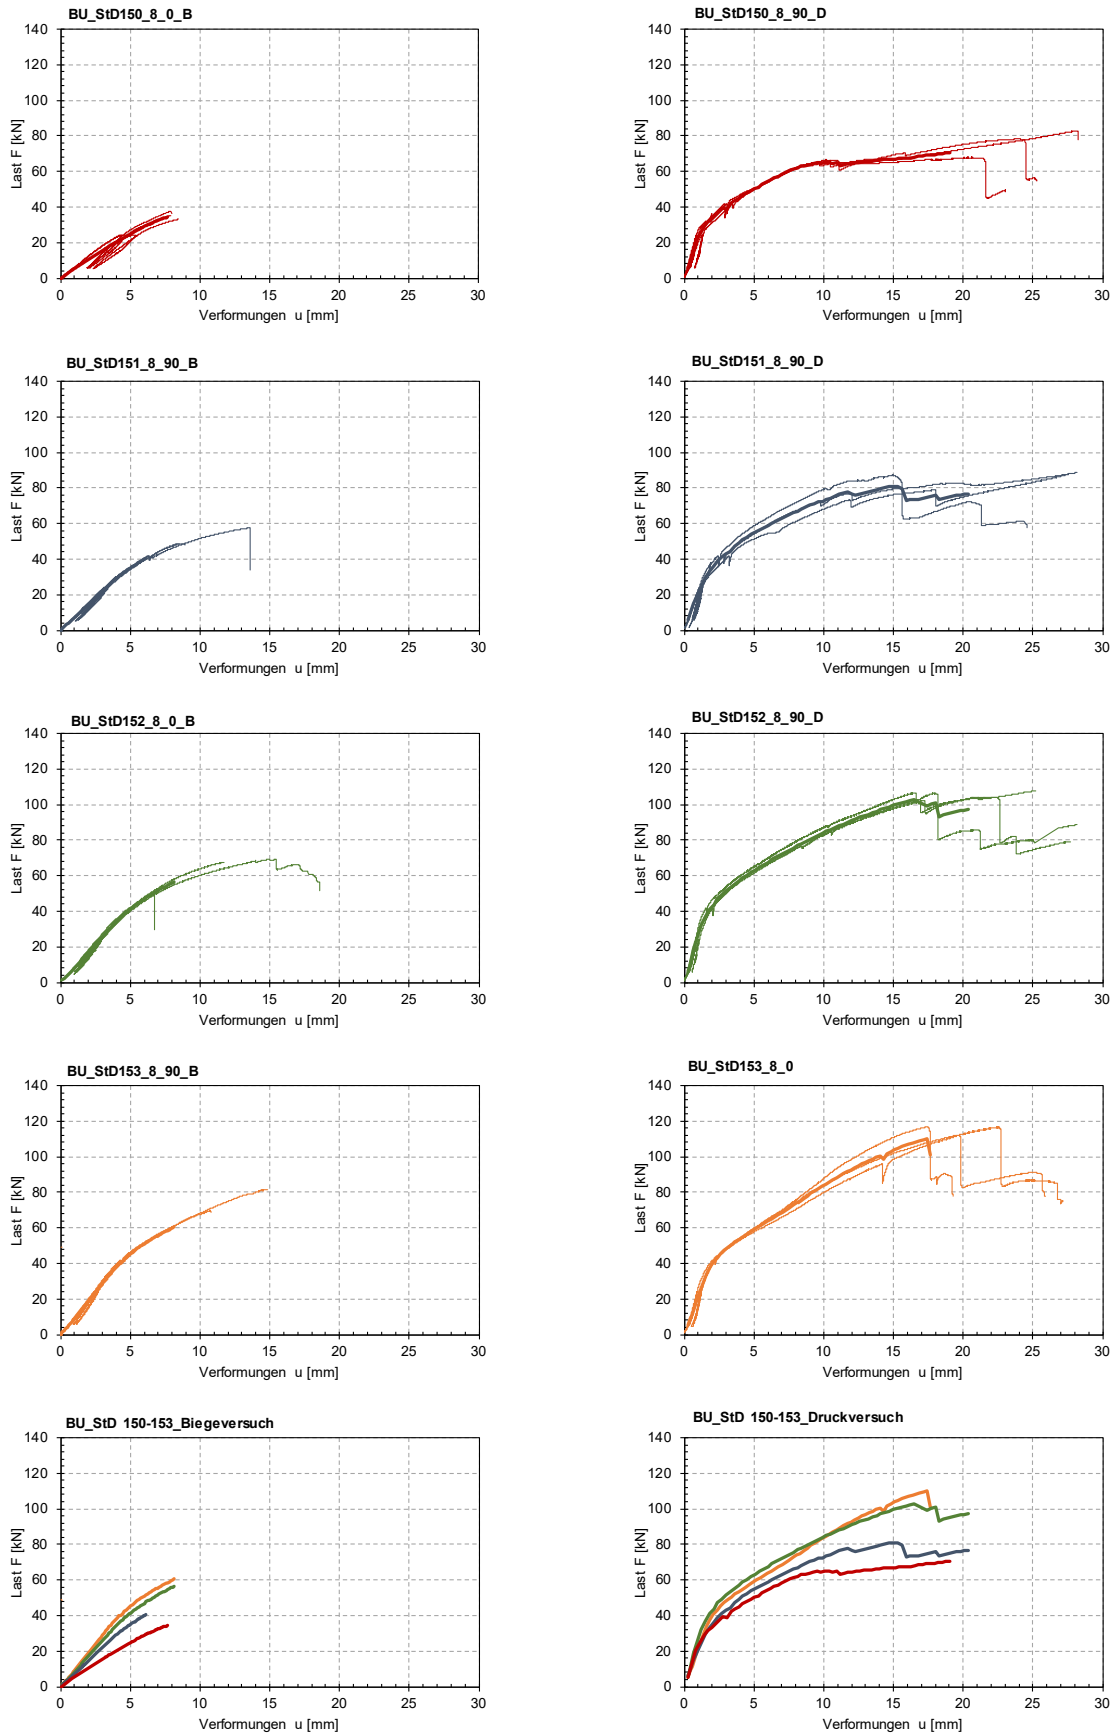 BU_StD150_8_0_B
Last F [kN]
140
120
100
80
60
40
20
0
0 5 10 15 20 25 30
Verformungen u [mm]
BU_StD150_8_90_D
Last F [kN]
140
120
100
80
60
40
20
0
0 5 10 15 20 25 30
Verformungen u [mm]
BU_StD151_8_90_B
Last F [kN]
140
120
100
80
60
40
20
0
0 5 10 15 20 25 30
Verformungen u [mm]
BU_StD151_8_90_D
Last F [kN]
140
120
100
80
60
40
20
0
0 5 10 15 20 25 30
Verformungen u [mm]
BU_StD152_8_0_B
Last F [kN]
140
120
100
80
60
40
20
0
0 5 10 15 20 25 30
Verformungen u [mm]
BU_StD152_8_90_D
Last F [kN]
140
120
100
80
60
40
20
0
0 5 10 15 20 25 30
Verformungen u [mm]
BU_StD153_8_90_B
Last F [kN]
140
120
100
80
60
40
20
0
0 5 10 15 20 25 30
Verformungen u [mm]
BU_StD153_8_0
Last F [kN]
140
120
100
80
60
40
20
0
0 5 10 15 20 25 30
Verformungen u [mm]
BU_StD 150-153_Biegeversuch
Last F [kN]
140
120
100
80
60
40
20
0
0 5 10 15 20 25 30
Verformungen u [mm]
BU_StD 150-153_Druckversuch
Last F [kN]
140
120
100
80
60
40
20
0
0 5 10 15 20 25 30
Verformungen u [mm]